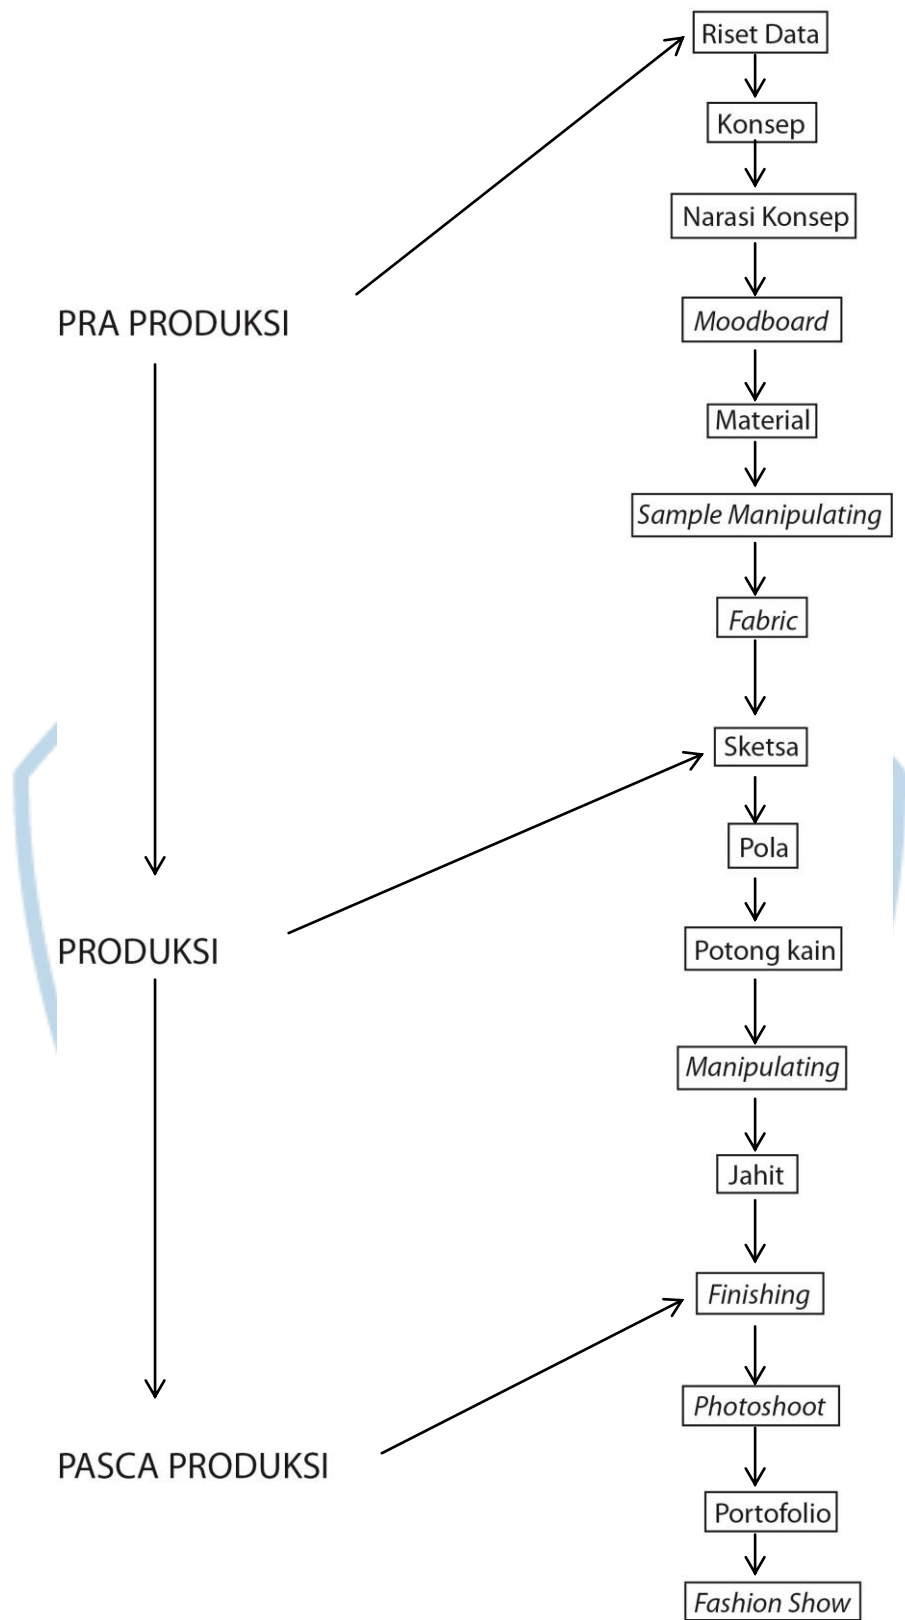 Riset Data
Konsep
Narasi Konsep
PRA PRODUKSI
Moodboard
Material
Sample Manipulating
Fabric
Sketsa
Pola
PRODUKSI
Potong kain
Manipulating
Jahit
Finishing
Photoshoot
PASCA PRODUKSI
Portofolio
Fashion Show